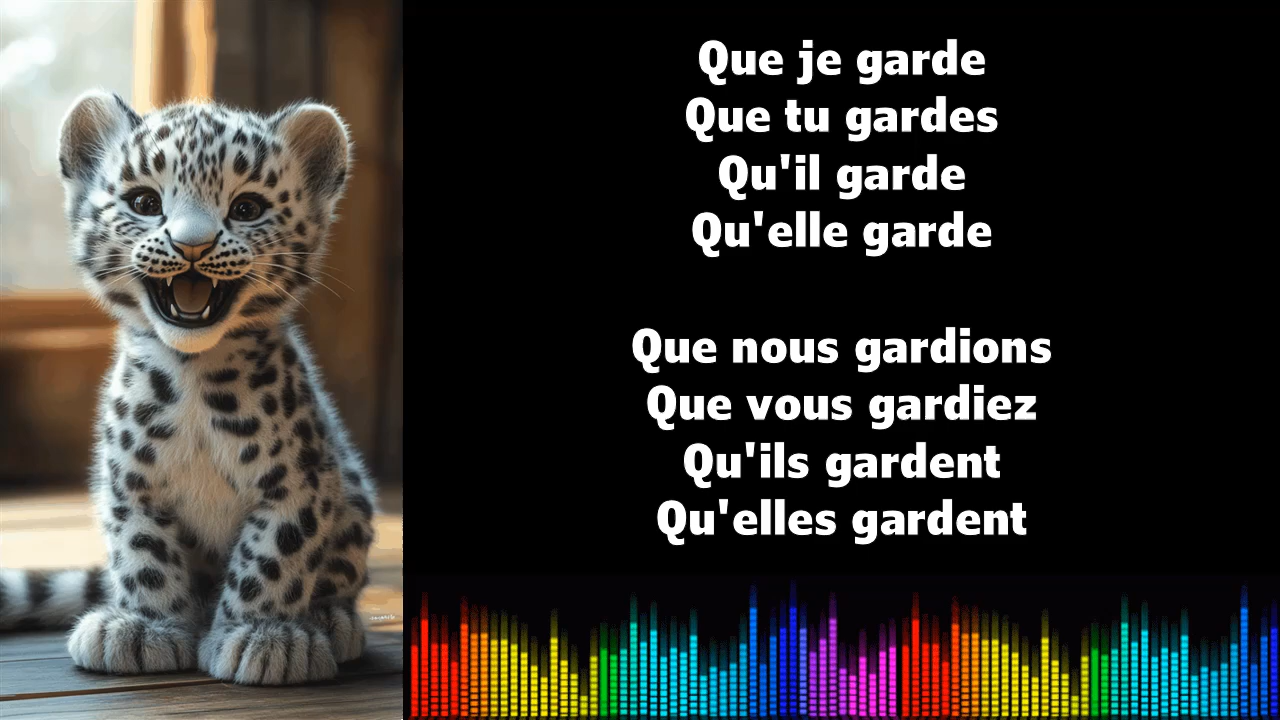 Que je garde
Que tu gardes
Qu'il garde
Qu'elle garde
Que nous gardions
Que vous gardiez
Qu'ils gardent
Qu'elles gardent